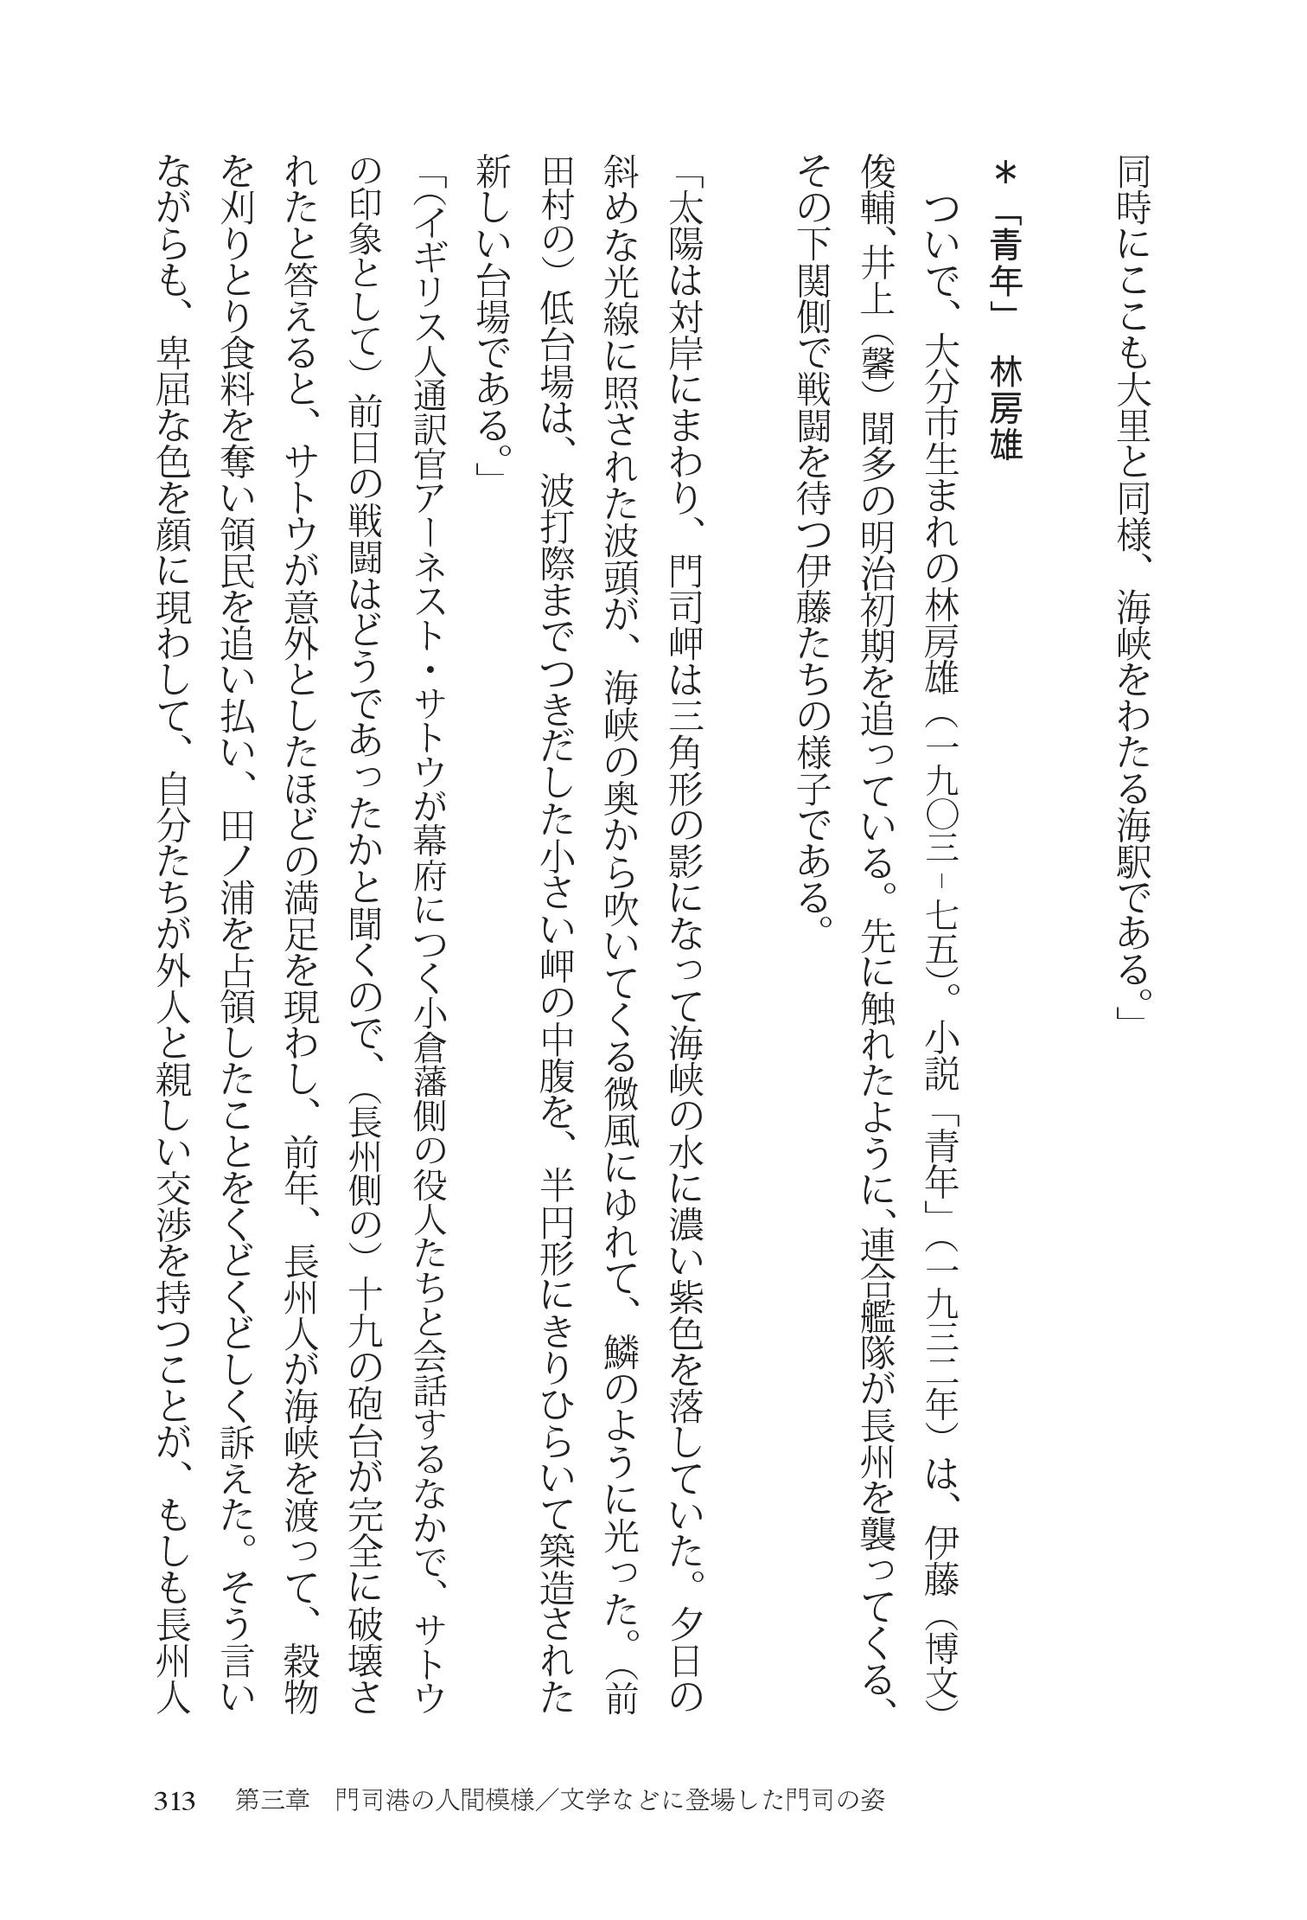 同時にここも大里と同様、海峡をわたる海駅である。」
＊「青年」　林房雄
ついで、大分市生まれの林房雄（一九〇三－七五）。小説「青年」（一九三二年）は、伊藤（博文）
俊輔、井上（馨）聞多の明治初期を追っている。先に触れたように、連合艦隊が長州を襲ってくる、
その下関側で戦闘を待つ伊藤たちの様子である。
「太陽は対岸にまわり、門司岬は三角形の影になって海峡の水に濃い紫色を落していた。夕日の
斜めな光線に照された波頭が、海峡の奥から吹いてくる微風にゆれて、鱗のように光った。（前
田村の）低台場は、波打際までつきだした小さい岬の中腹を、半円形にきりひらいて築造された
新しい台場である。」
「（イギリス人通訳官アーネスト・サトウが幕府につく小倉藩側の役人たちと会話するなかで、サトウ
の印象として）前日の戦闘はどうであったかと聞くので、（長州側の）十九の砲台が完全に破壊さ
れたと答えると、サトウが意外としたほどの満足を現わし、前年、長州人が海峡を渡って、穀物
を刈りとり食料を奪い領民を追い払い、田ノ浦を占領したことをくどくどしく訴えた。そう言い
ながらも、卑屈な色を顔に現わして、自分たちが外人と親しい交渉を持つことが、もしも長州人
313　第三章　門司港の人間模様／文学などに登場した門司の姿